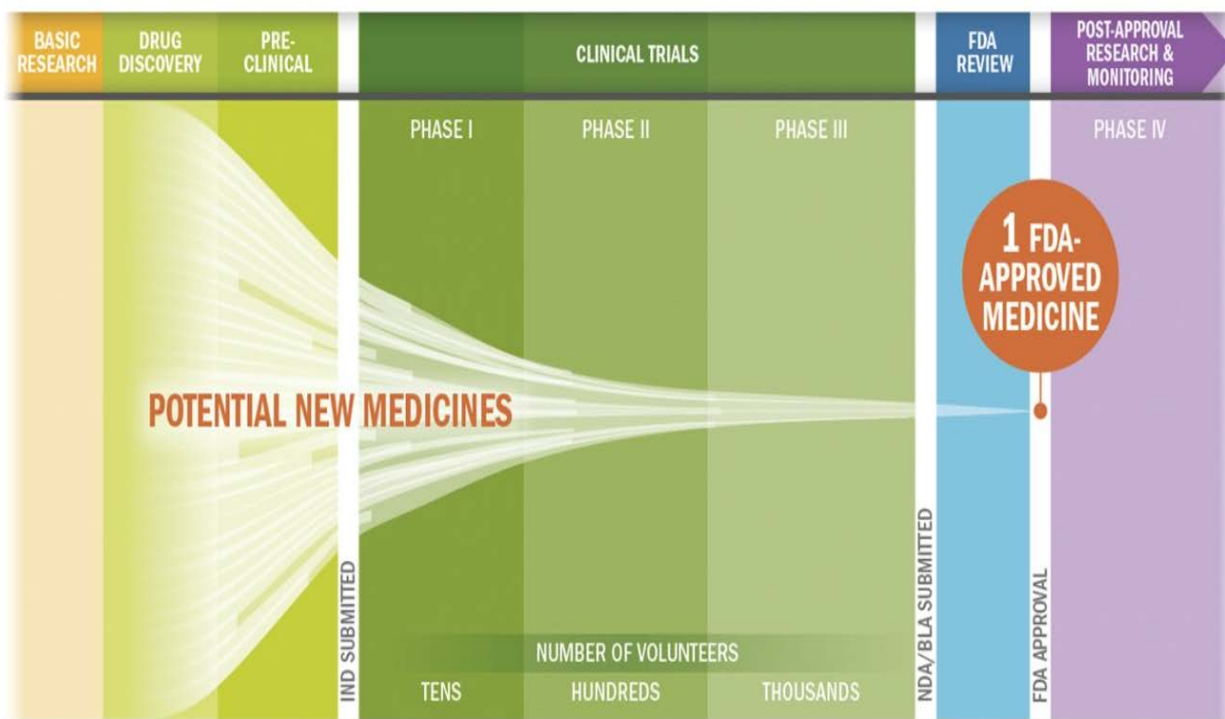 BASIC
RESEARCH
DRUG
DISCOVERY
PRE-
CLINICAL
CLINICAL TRIALS
FDA
REVIEW
POST-APPROVAL
RESEARCH &
MONITORING
PHASE I
PHASE II
PHASE III
PHASE IV
1 FDA-
APPROVED
MEDICINE
POTENTIAL NEW MEDICINES
IND SUBMITTED
NDA/BLA SUBMITTED
FDA APPROVAL
NUMBER OF VOLUNTEERS
TENS
HUNDREDS
THOUSANDS